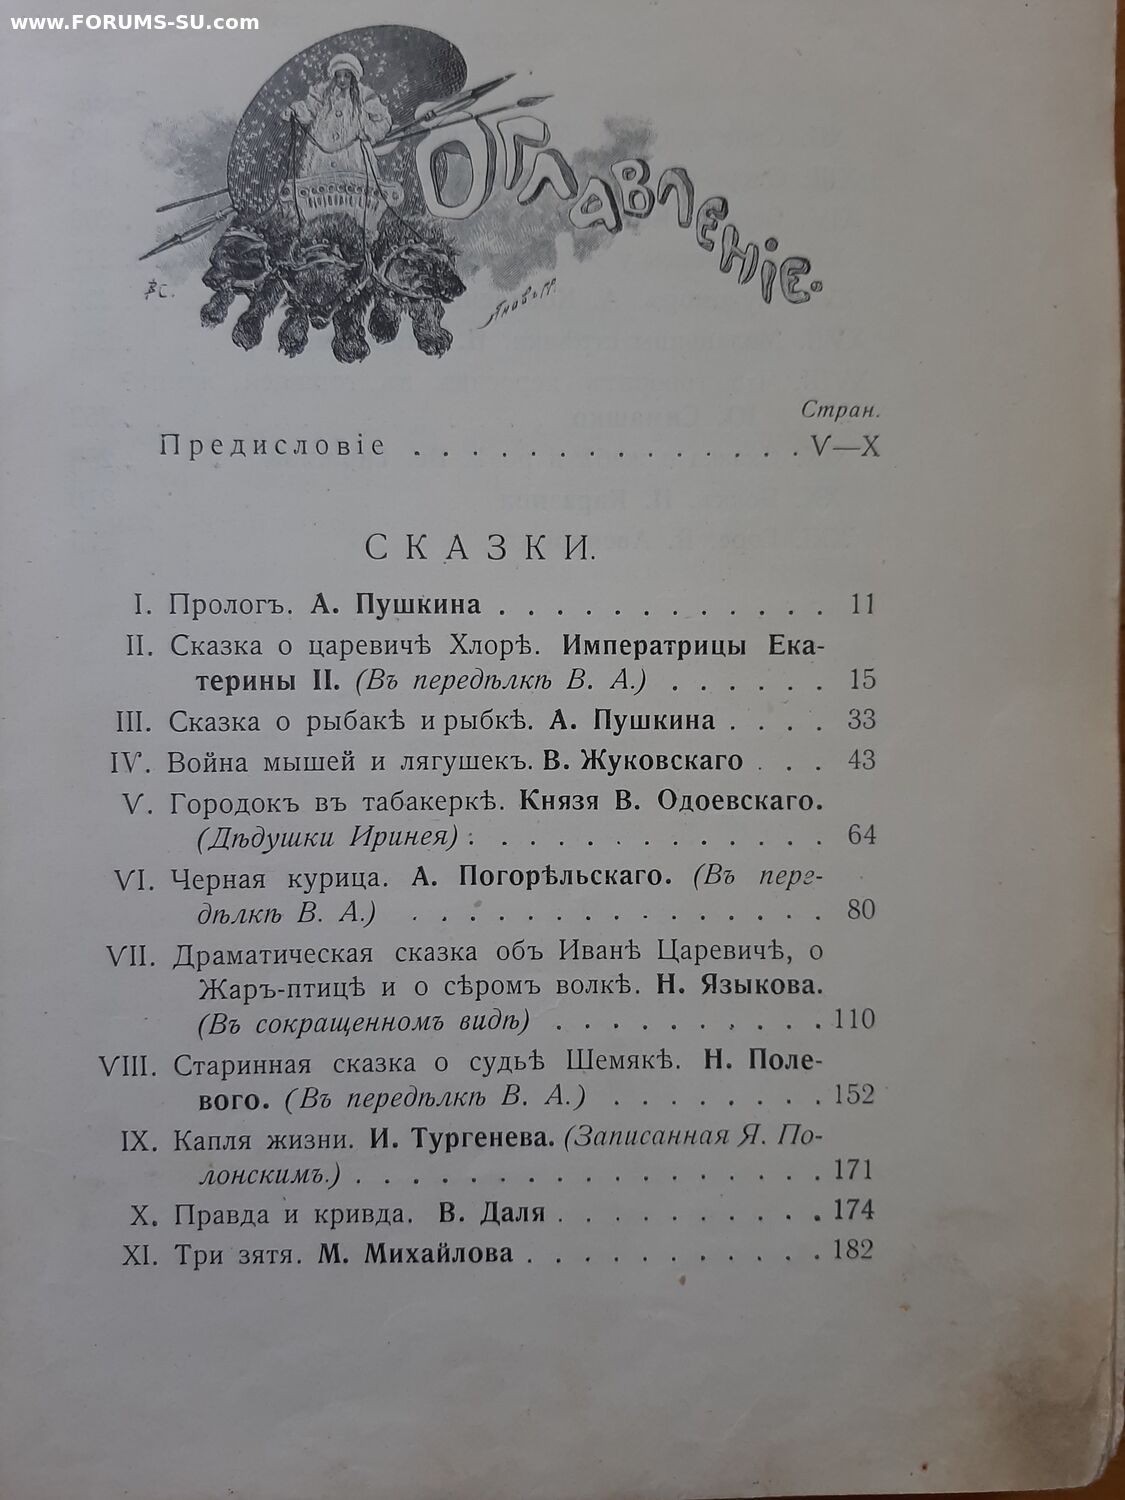 www.FORUMS-SU.com
Оглавленіе.
Стран.
Предисловіе . . . . . . . . . . . . . . V—X
СКАЗКИ.
I. Прологъ. А. Пушкина . . . . . . . . . . . . 11
II. Сказка о царевичѣ Хлорѣ. Императрицы Ека-
терины II. (Въ передѣлкѣ В. А.) . . . . . . 15
III. Сказка о рыбакѣ и рыбкѣ. А. Пушкина . . . . 33
IV. Война мышей и лягушекъ. В. Жуковскаго . . . 43
V. Городокъ въ табакеркѣ. Князя В. Одоевскаго.
(Дѣдушки Иринея) . . . . . . . . . . . . . 64
VI. Черная курица. А. Погорѣльскаго. (Въ пере-
дѣлкѣ В. А.) . . . . . . . . . . . . . . . 80
VII. Драматическая сказка объ Иванѣ Царевичѣ, о
Жаръ-птицѣ и о сѣромъ волкѣ. Н. Языкова.
(Въ сокращенномъ видѣ) . . . . . . . . . . 110
VIII. Старинная сказка о судьѣ Шемякѣ. Н. Поле-
вого. (Въ передѣлкѣ В. А.) . . . . . . . . 152
IX. Капля жизни. И. Тургенева. (Записанная Я. По-
лонскимъ.) . . . . . . . . . . . . . . . . . 171
X. Правда и кривда. В. Даля . . . . . . . . . . 174
XI. Три зятя. М. Михайлова . . . . . . . . . . . 182